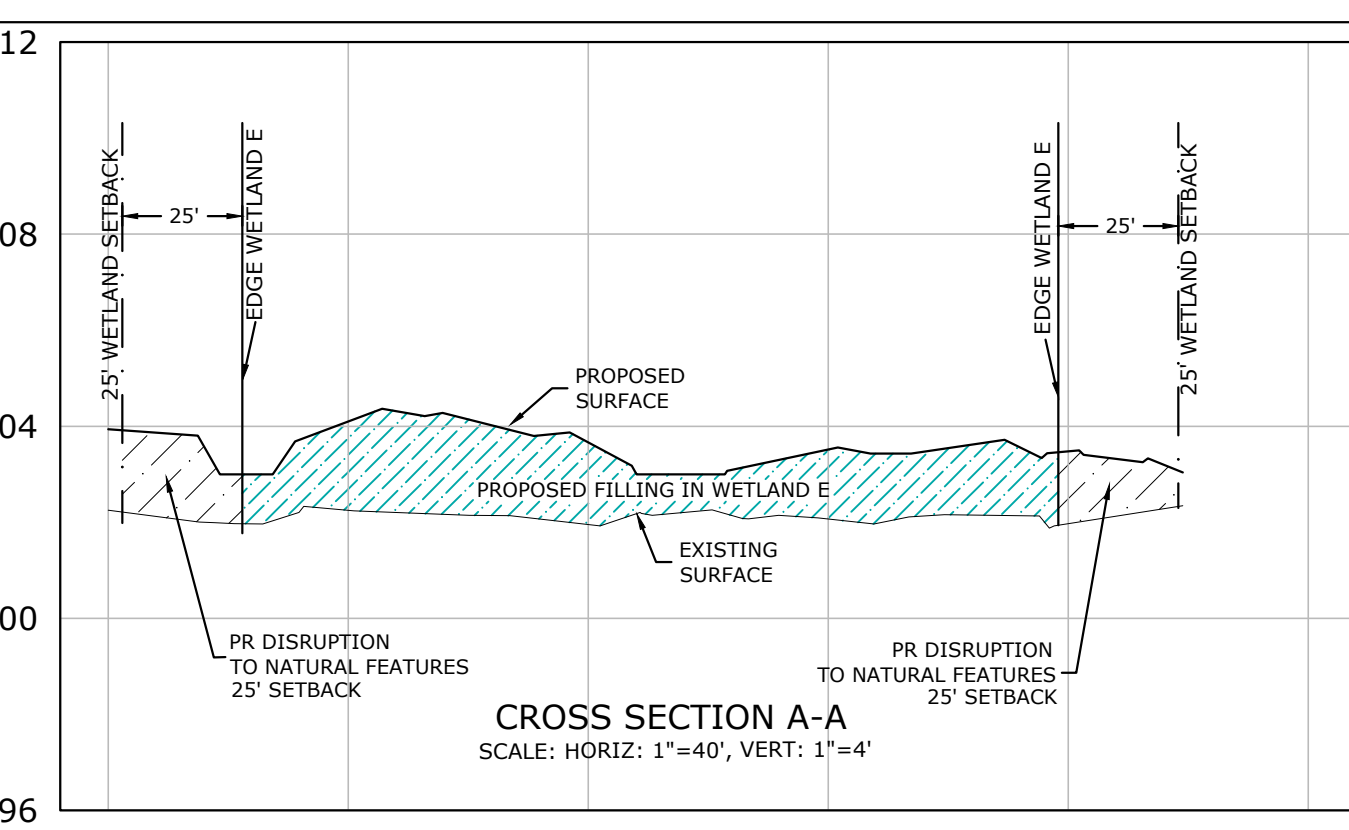 12
08
04
00
96
25' WETLAND SETBACK
25'
EDGE WETLAND E
EDGE WETLAND E
25'
25' WETLAND SETBACK
PROPOSED
SURFACE
PROPOSED FILLING IN WETLAND E
EXISTING
SURFACE
PR DISRUPTION
TO NATURAL FEATURES
25' SETBACK
PR DISRUPTION
TO NATURAL FEATURES
25' SETBACK
CROSS SECTION A-A
SCALE: HORIZ: 1"=40', VERT: 1"=4'